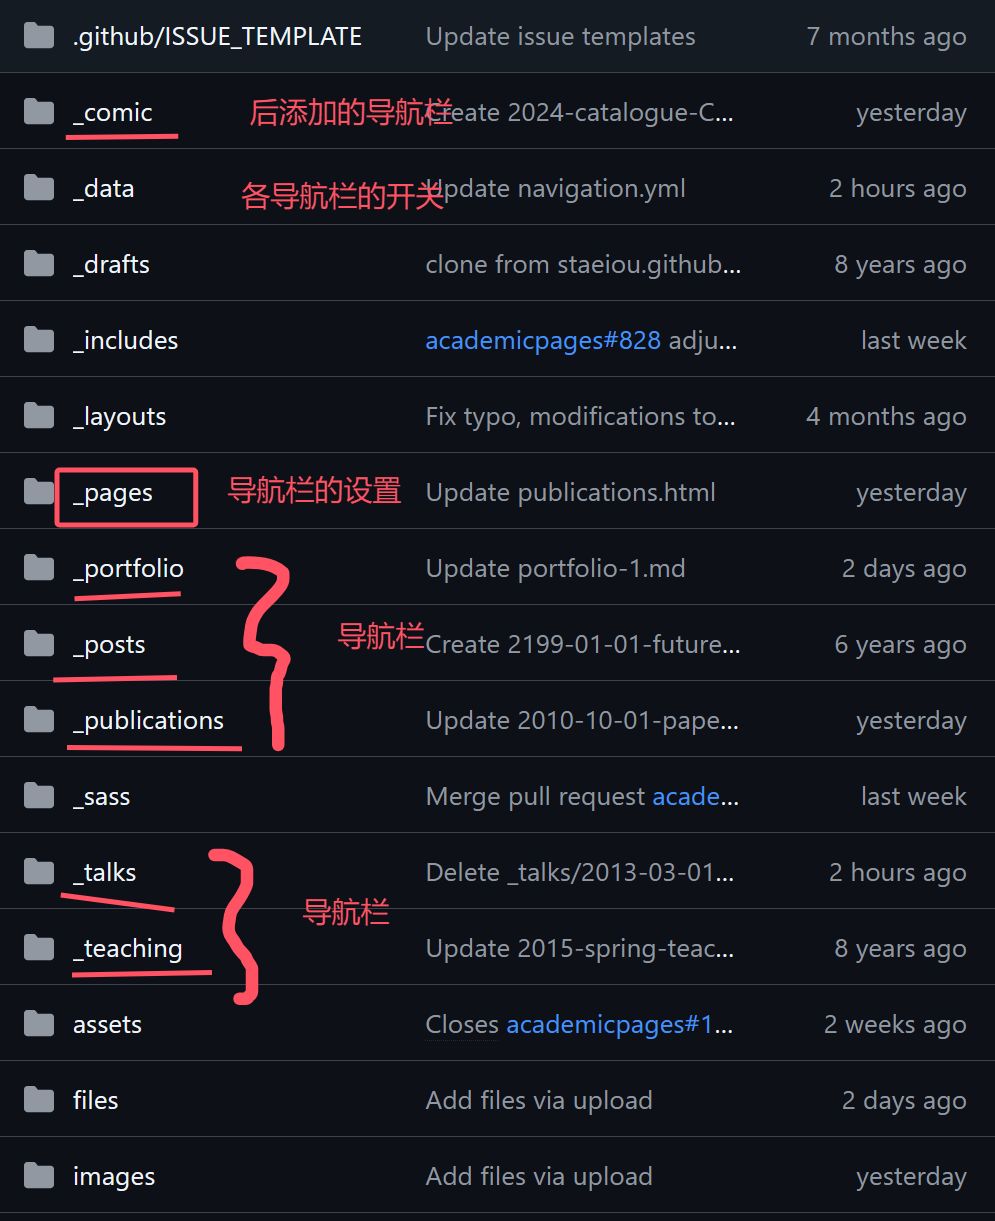 .github/ISSUE_TEMPLATE Update issue templates 7 months ago
_comic 后添加的导航栏 Create 2024-catalogue-C... yesterday
_data 各导航栏的开关 Update navigation.yml 2 hours ago
_drafts clone from staeiou.github... 8 years ago
_includes academicpages#828 adju... last week
_layouts Fix typo, modifications to... 4 months ago
_pages 导航栏的设置 Update publications.html yesterday
_portfolio Update portfolio-1.md 2 days ago
_posts 导航栏 Create 2199-01-01-future... 6 years ago
_publications Update 2010-10-01-pape... yesterday
_sass Merge pull request acade... last week
_talks Delete _talks/2013-03-01... 2 hours ago
导航栏
_teaching Update 2015-spring-teac... 8 years ago
assets Closes academicpages#1... 2 weeks ago
files Add files via upload 2 days ago
images Add files via upload yesterday